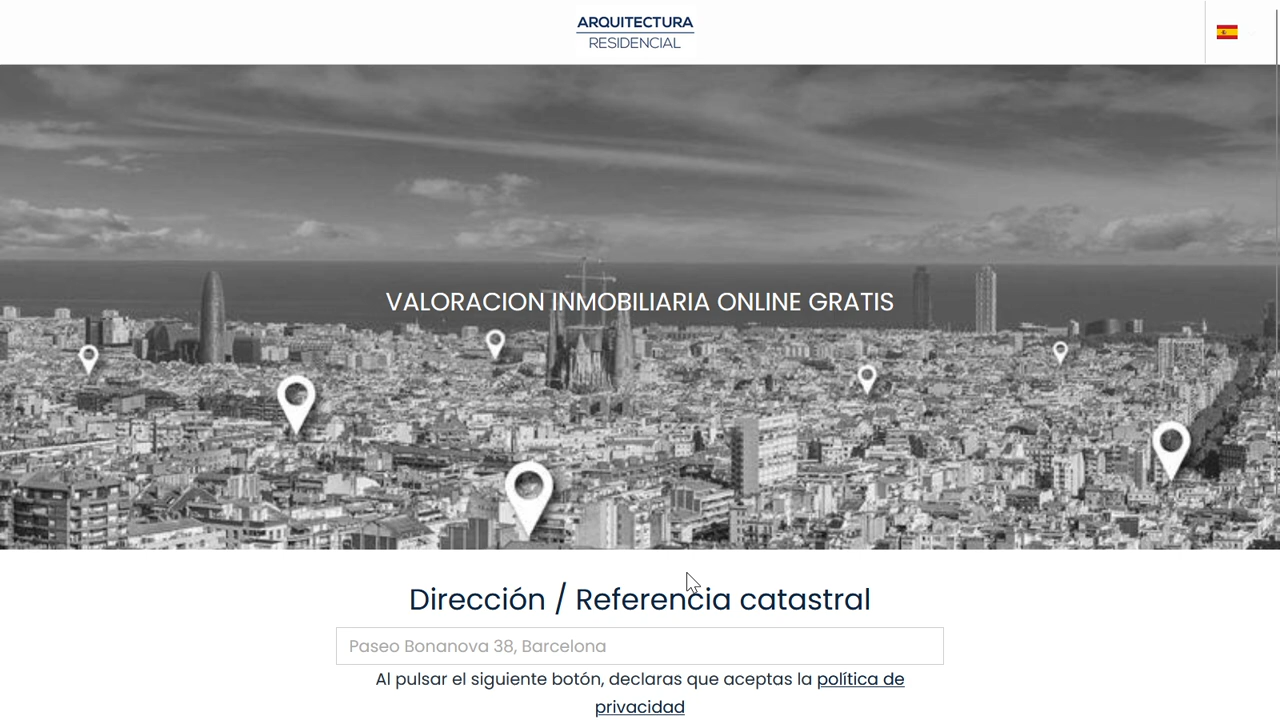 ARQUITECTURA
RESIDENCIAL
VALORACION INMOBILIARIA ONLINE GRATIS
Dirección / Referencia catastral
Paseo Bonanova 38, Barcelona
Al pulsar el siguiente botón, declaras que aceptas la política de
privacidad